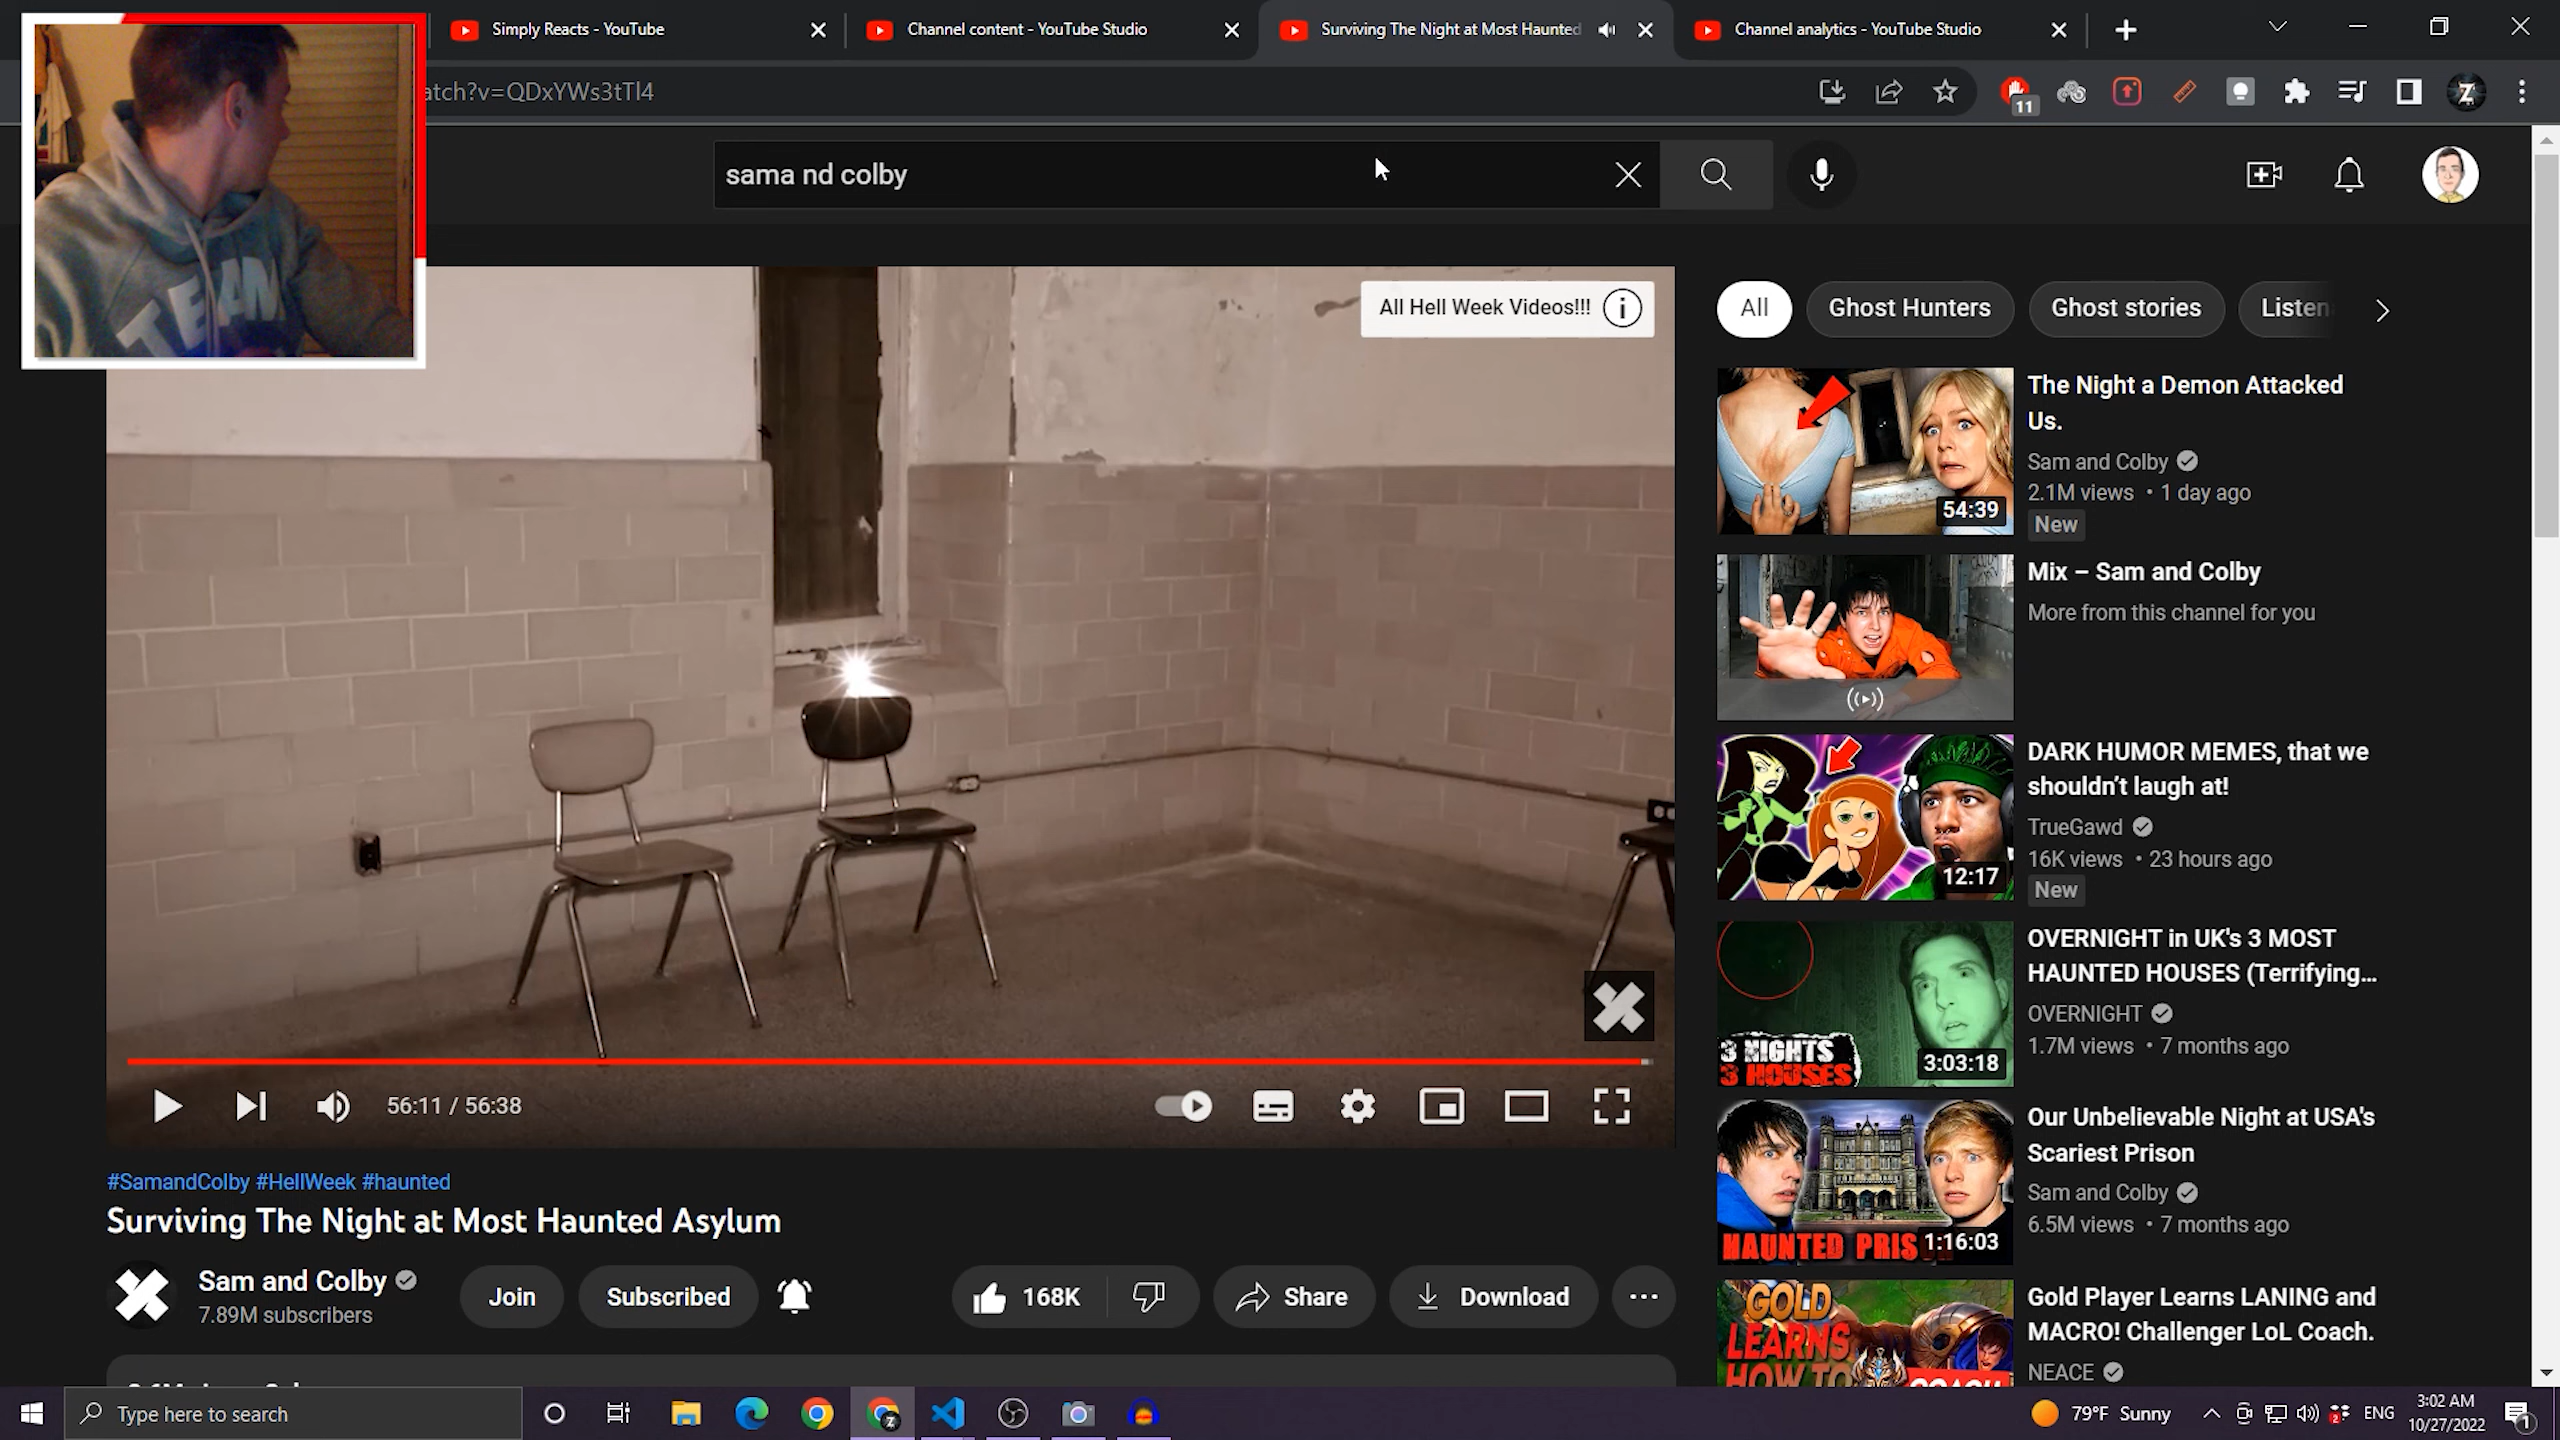 Simply Reacts - YouTube
Channel content - YouTube Studio
Surviving The Night at Most Haunted
Channel analytics - YouTube Studio
atch?v=QDxYWs3tTl4
11
Z
sama nd colby
TEAM
All Hell Week Videos!!!
All
Ghost Hunters
Ghost stories
Listen
The Night a Demon Attacked
Us.
Sam and Colby
2.1M views • 1 day ago
New
54:39
Mix – Sam and Colby
More from this channel for you
DARK HUMOR MEMES, that we
shouldn't laugh at!
TrueGawd
16K views • 23 hours ago
New
12:17
OVERNIGHT in UK's 3 MOST
HAUNTED HOUSES (Terrifying...
OVERNIGHT
1.7M views • 7 months ago
3 NIGHTS
3 HOUSES
3:03:18
Our Unbelievable Night at USA's
Scariest Prison
Sam and Colby
6.5M views • 7 months ago
HAUNTED PRIS
1:16:03
Gold Player Learns LANING and
MACRO! Challenger LoL Coach.
NEACE
GOLD
LEARNS
HOW TO
COACH
56:11 / 56:38
#SamandColby #HellWeek #haunted
Surviving The Night at Most Haunted Asylum
Sam and Colby
7.89M subscribers
Join
Subscribed
168K
Share
Download
Type here to search
79°F Sunny
2
ENG
3:02 AM
10/27/2022
1